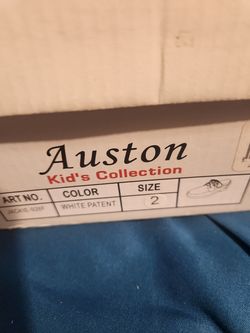 Auston
Kid's Collection
ART NO. COLOR SIZE
WHITE PATENT 2